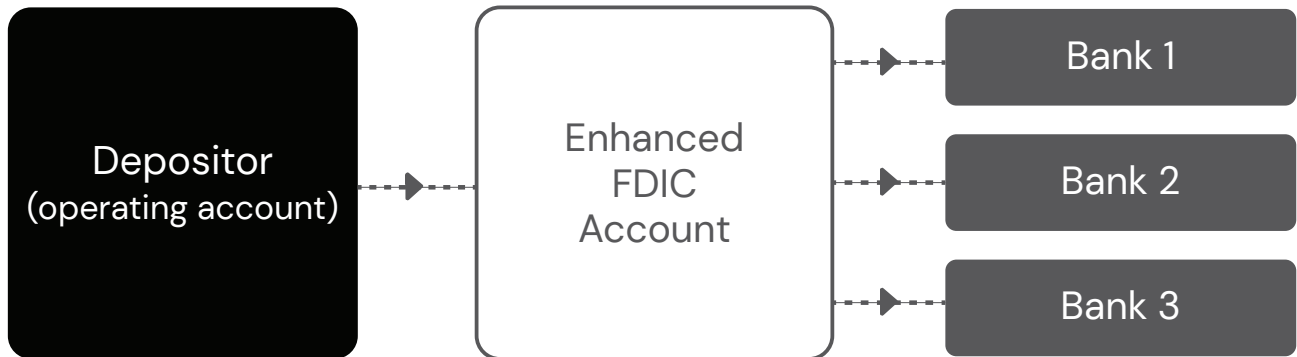 Depositor
(operating account)
Enhanced
FDIC
Account
Bank 1
Bank 2
Bank 3